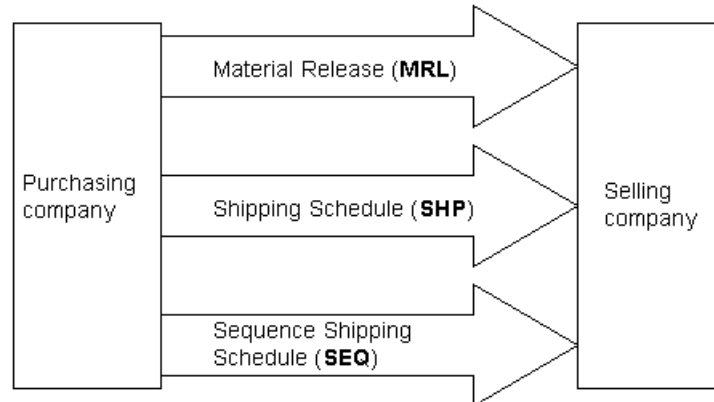 Material Release (MRL)
Purchasing
company
Shipping Schedule (SHP)
Selling
company
Sequence Shipping
Schedule (SEQ)